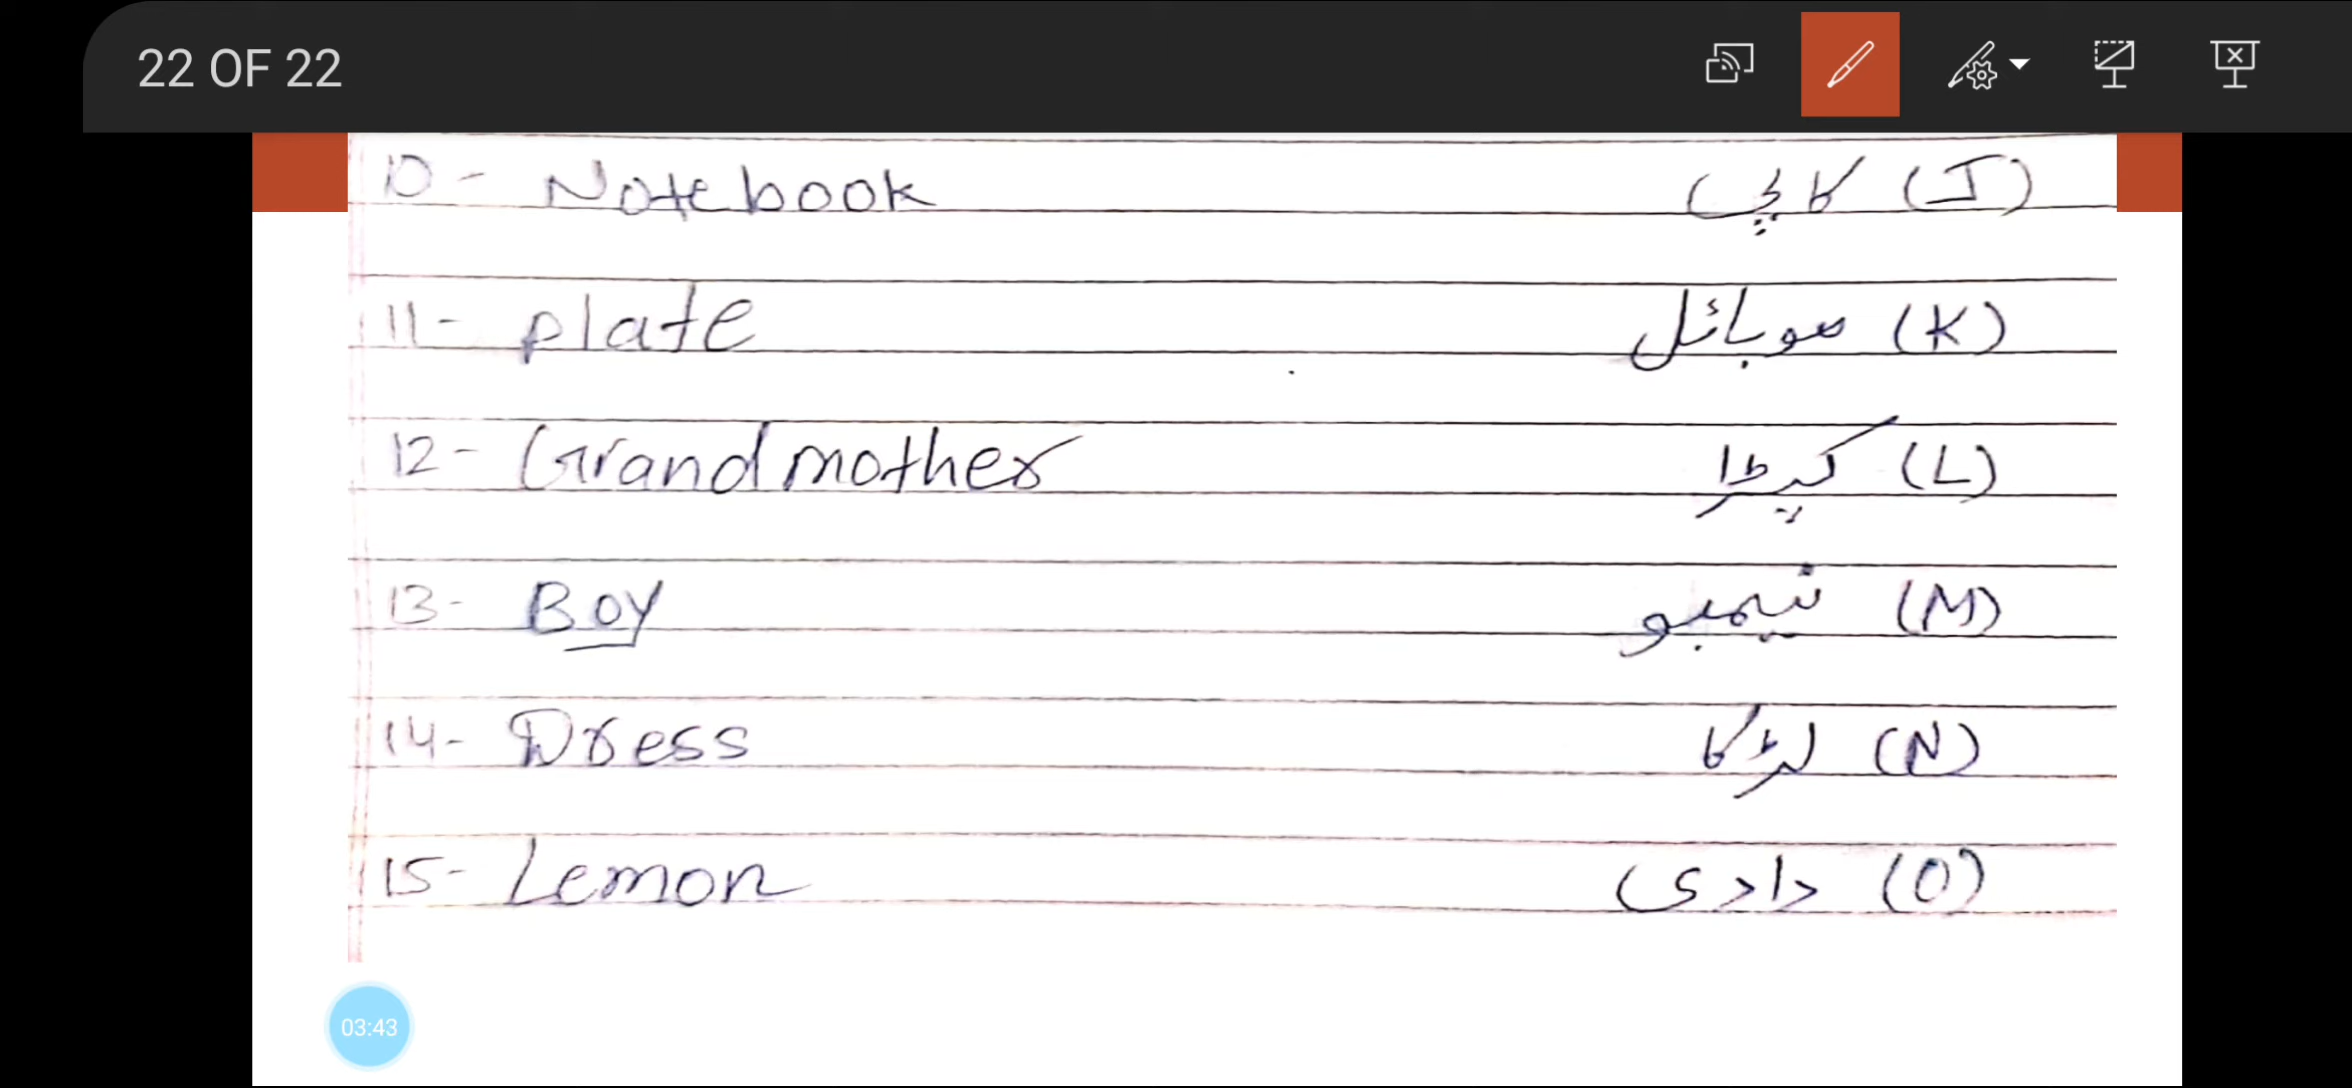 22 OF 22
10 - Notebook (J) کاپی
11 - plate (K) موبائل
12 - Grandmother (L) کپڑا
13 - Boy (M) نیمبو
14 - Dress (N) لڑکا
15 - Lemon (O) دادی
03:43